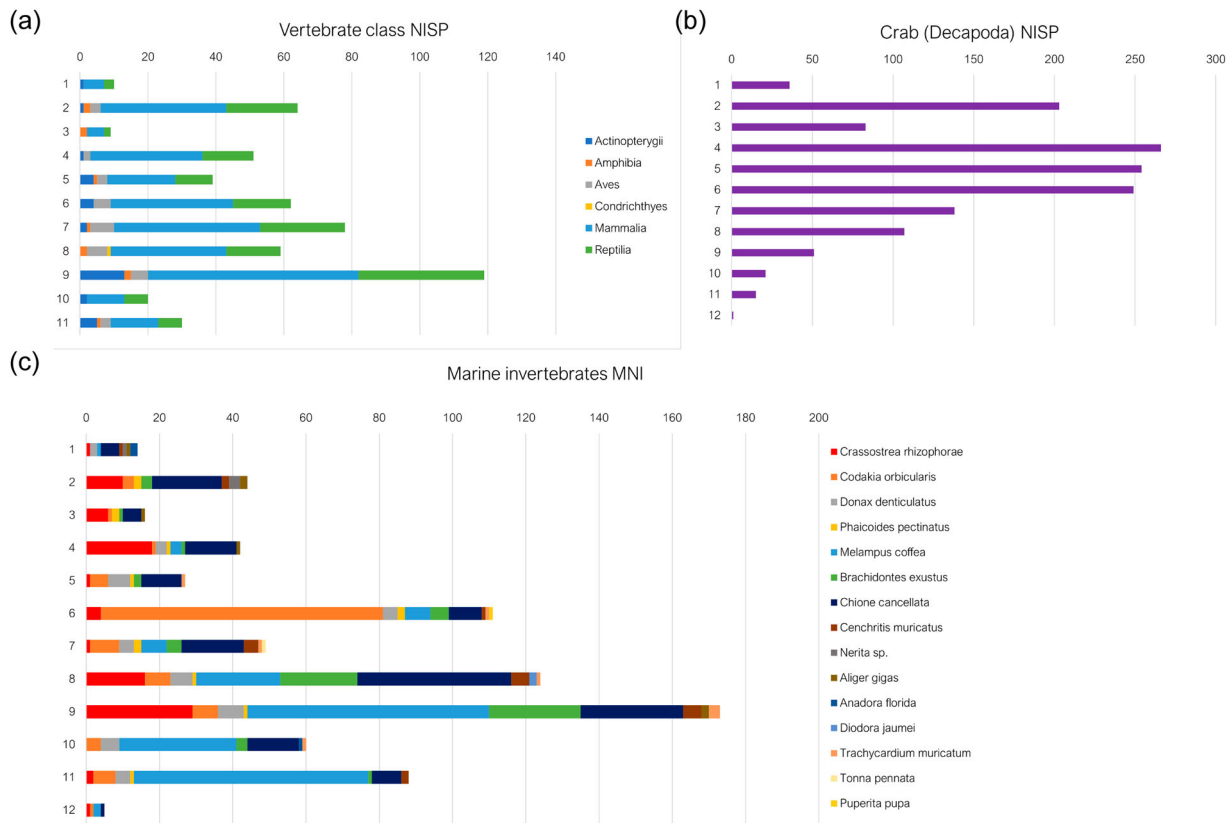 (a)
Vertebrate class NISP
0 20 40 60 80 100 120 140
1
2
3
4
5
6
7
8
9
10
11
Actinopterygii
Amphibia
Aves
Condrichthyes
Mammalia
Reptilia
(b)
Crab (Decapoda) NISP
0 50 100 150 200 250 300
1
2
3
4
5
6
7
8
9
10
11
12
(c)
Marine invertebrates MNI
0 20 40 60 80 100 120 140 160 180 200
1
2
3
4
5
6
7
8
9
10
11
12
Crassostrea rhizophorae
Codakia orbicularis
Donax denticulatus
Phaicoides pectinatus
Melampus coffea
Brachidontes exustus
Chione cancellata
Cenchritis muricatus
Nerita sp.
Aliger gigas
Anadora florida
Diodora jaumei
Trachycardium muricatum
Tonna pennata
Puperita pupa